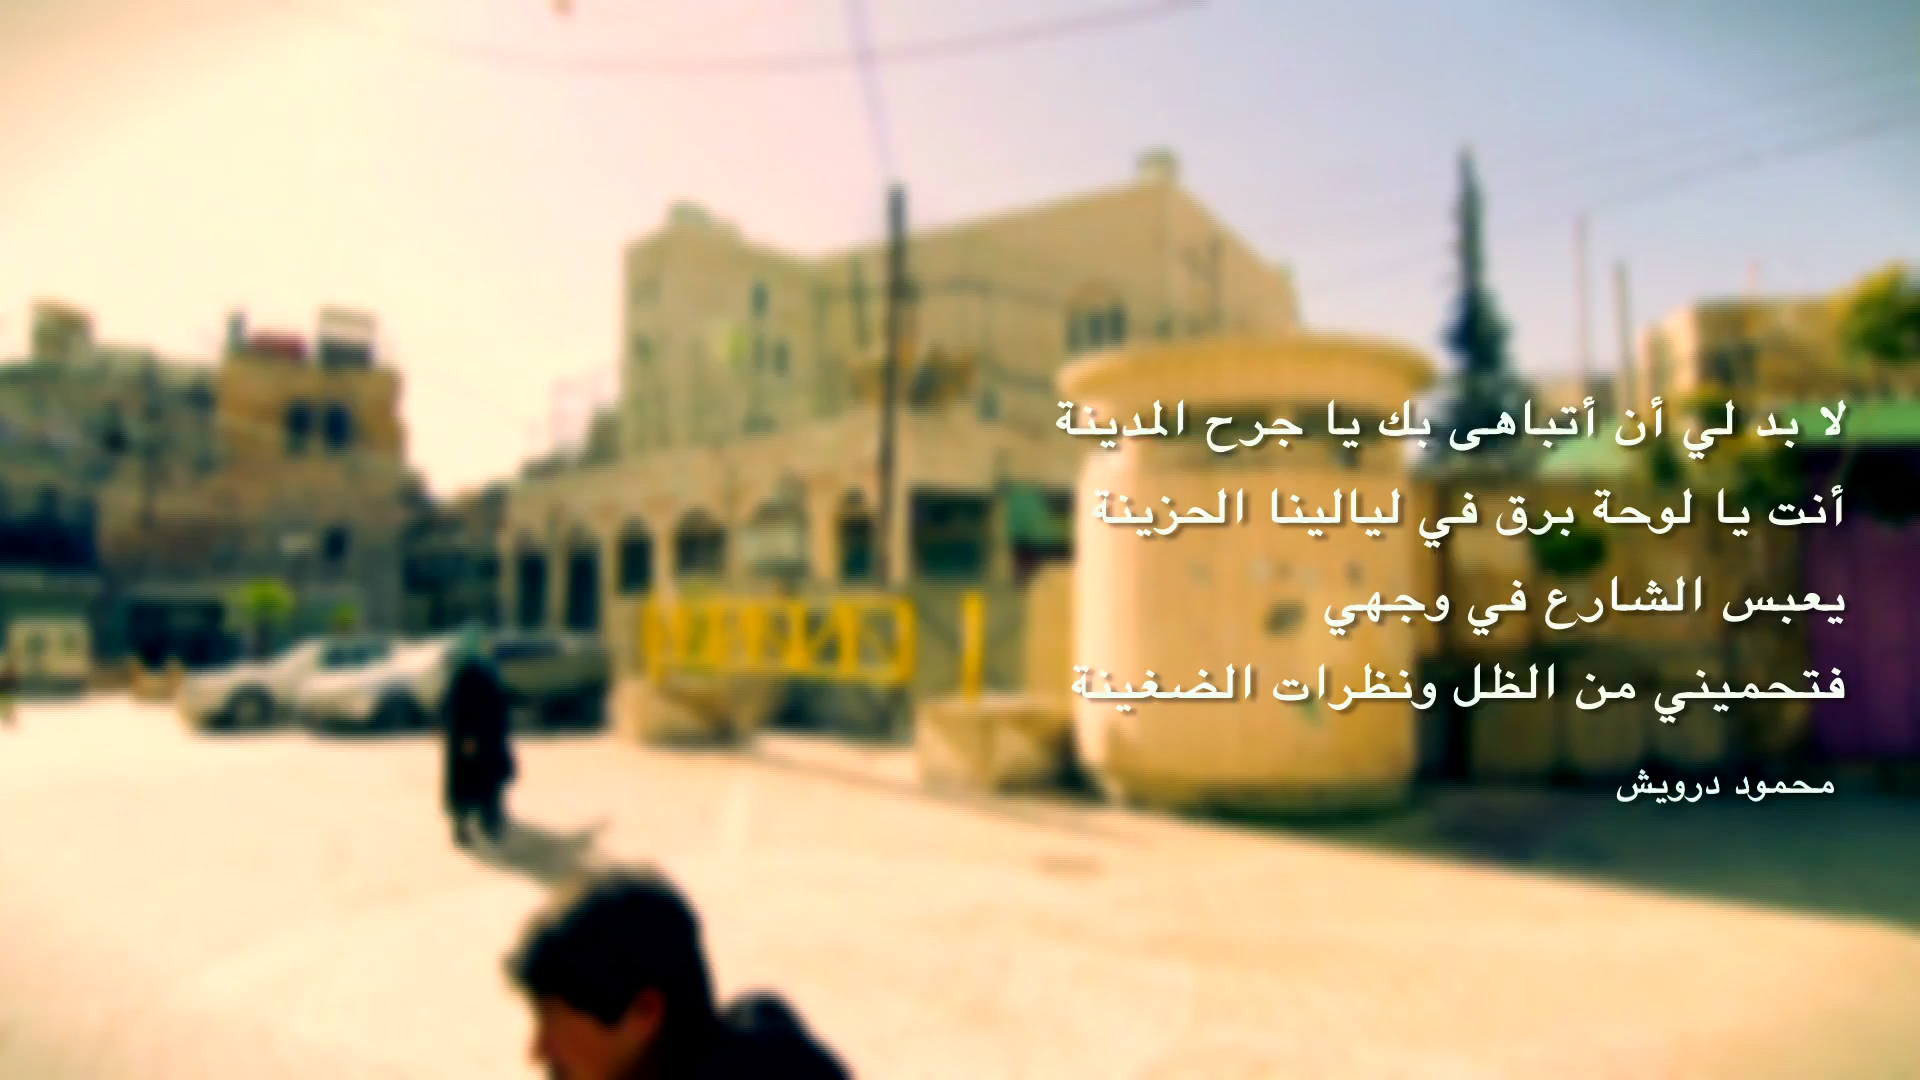 لا بد لي أن أتباهى بك يا جرح المدينة
أنت يا لوحة برق في ليالينا الحزينة
يعبس الشارع في وجهي
فتحميني من الظل ونظرات الضغينة
محمود درويش